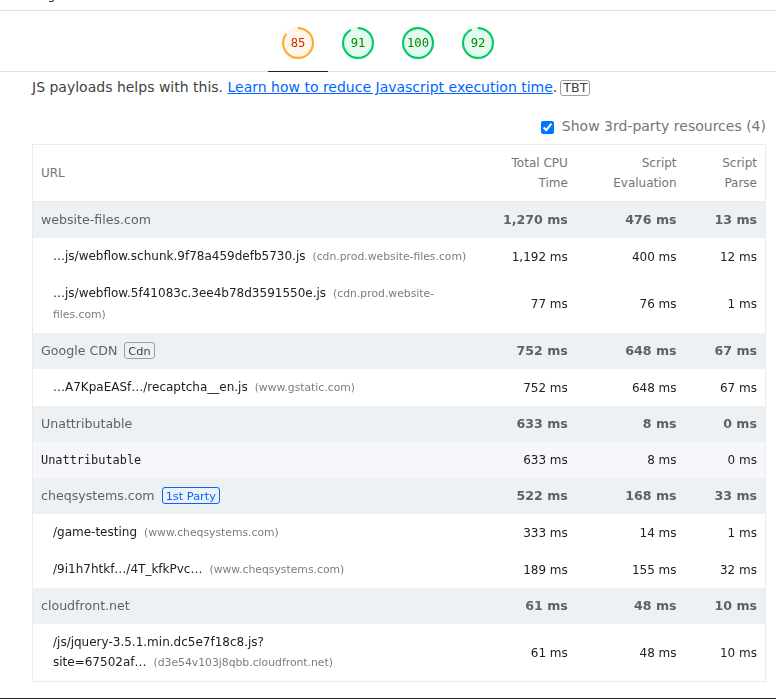 85 91 100 92
JS payloads helps with this. Learn how to reduce Javascript execution time. TBT
Show 3rd-party resources (4)
URL Total CPU Time Script Evaluation Script Parse
website-files.com 1,270 ms 476 ms 13 ms
…js/webflow.schunk.9f78a459defb5730.js (cdn.prod.website-files.com) 1,192 ms 400 ms 12 ms
…js/webflow.5f41083c.3ee4b78d3591550e.js (cdn.prod.website-
files.com) 77 ms 76 ms 1 ms
Google CDN Cdn 752 ms 648 ms 67 ms
…A7KpaEASf…/recaptcha__en.js (www.gstatic.com) 752 ms 648 ms 67 ms
Unattributable 633 ms 8 ms 0 ms
Unattributable 633 ms 8 ms 0 ms
cheqsystems.com 1st Party 522 ms 168 ms 33 ms
/game-testing (www.cheqsystems.com) 333 ms 14 ms 1 ms
/9i1h7htkf…/4T_kfkPvc… (www.cheqsystems.com) 189 ms 155 ms 32 ms
cloudfront.net 61 ms 48 ms 10 ms
/js/jquery-3.5.1.min.dc5e7f18c8.js?
site=67502af… (d3e54v103j8qbb.cloudfront.net) 61 ms 48 ms 10 ms